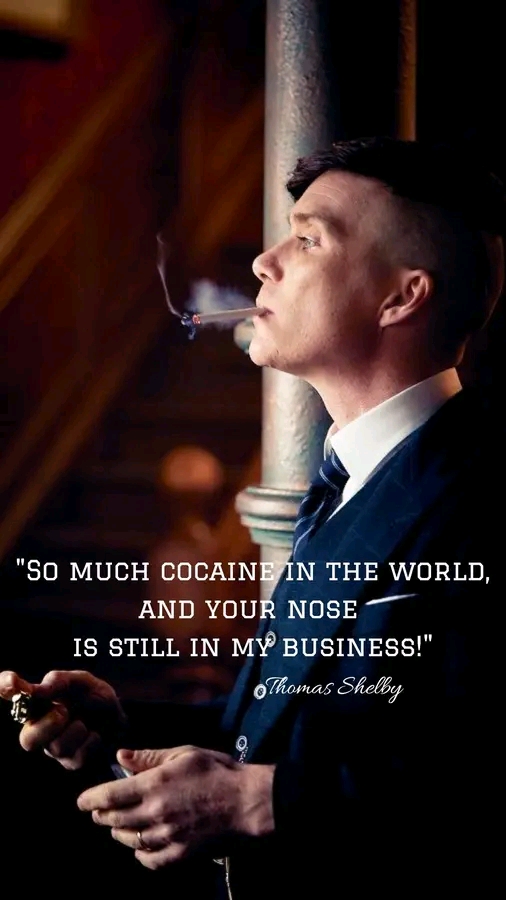 "So much cocaine in the world,
and your nose
is still in my business!"
Thomas Shelby